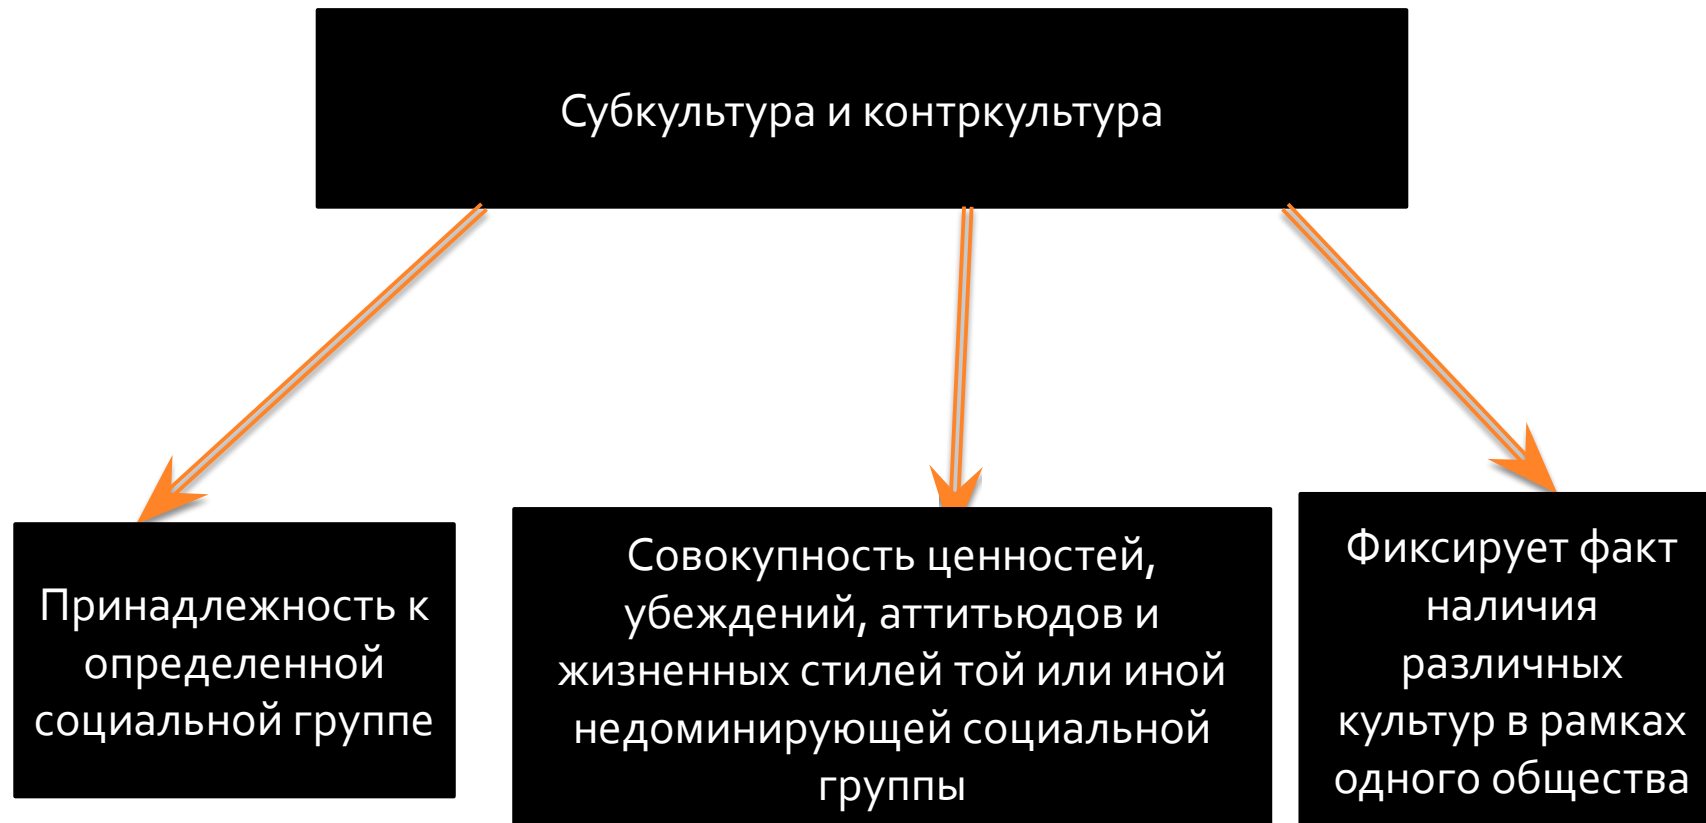 Субкультура и контркультура
Принадлежность к
определенной
социальной группе
Совокупность ценностей,
убеждений, аттитьюдов и
жизненных стилей той или иной
недоминирующей социальной
группы
Фиксирует факт
наличия
различных
культур в рамках
одного общества